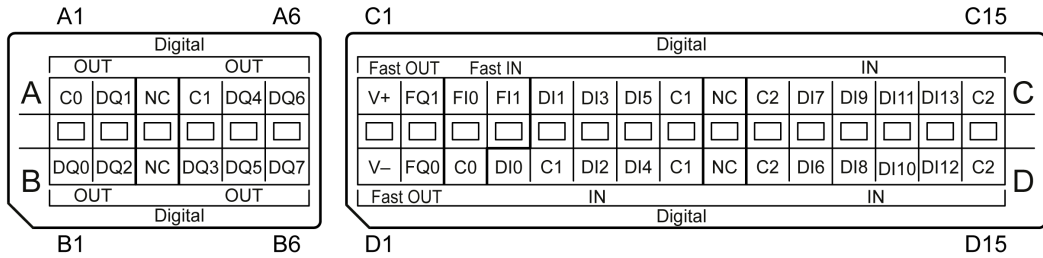 A1 A6 C1 C15
Digital Digital
OUT OUT Fast OUT Fast IN IN
A C0 DQ1 NC C1 DQ4 DQ6 V+ FQ1 FI0 FI1 DI1 DI3 DI5 C1 NC C2 DI7 DI9 DI11 DI13 C2 C
B DQ0 DQ2 NC DQ3 DQ5 DQ7 V– FQ0 C0 DI0 C1 DI2 DI4 C1 NC C2 DI6 DI8 DI10 DI12 C2 D
OUT OUT Fast OUT IN IN
Digital Digital
B1 B6 D1 D15